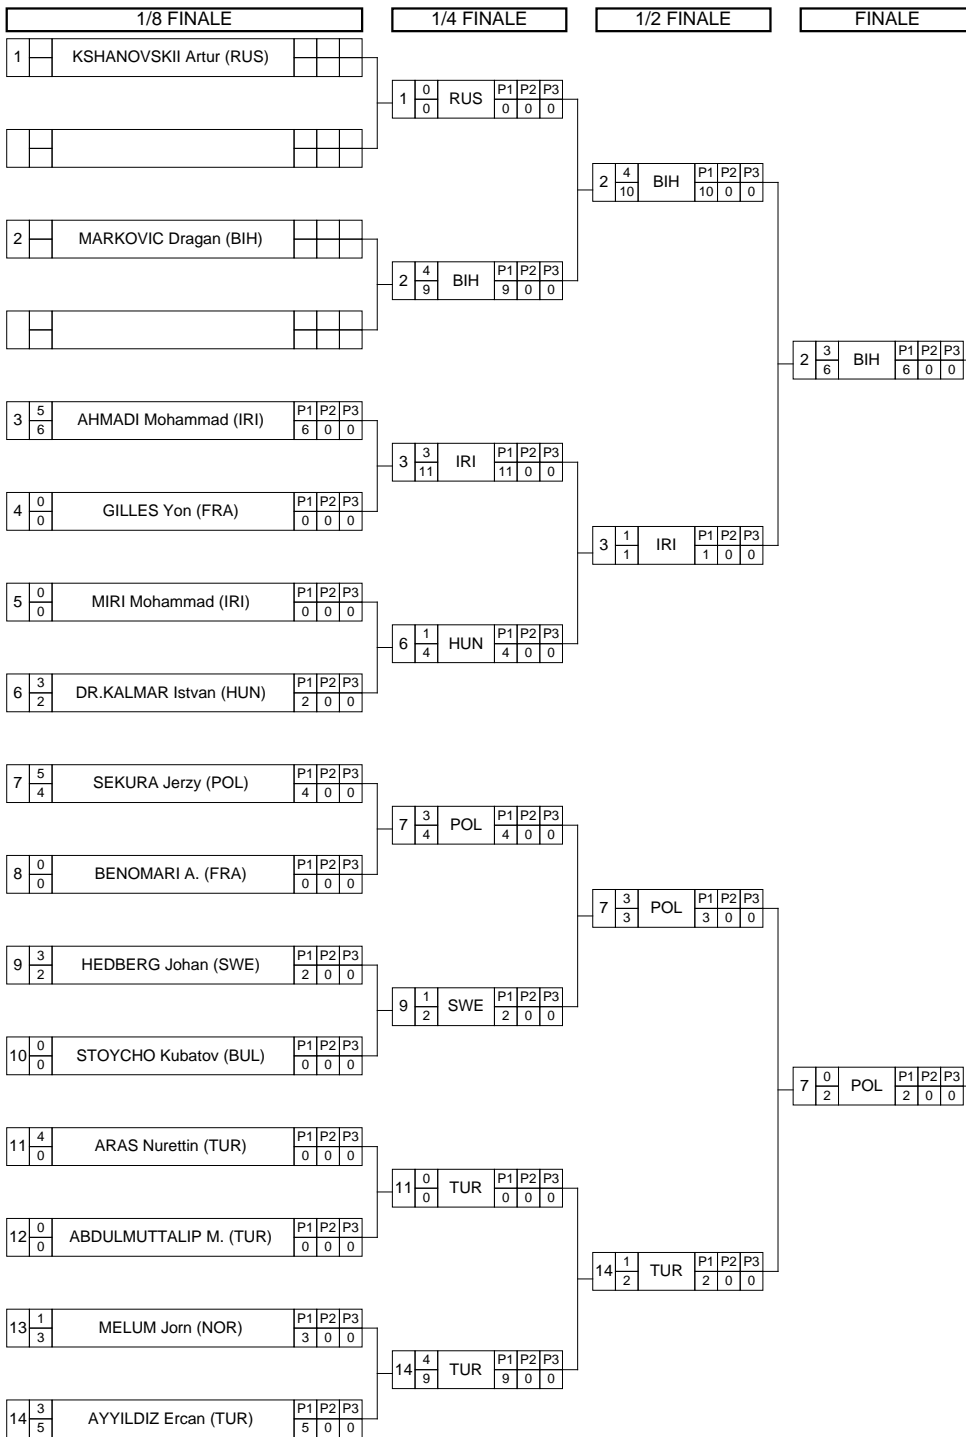 1/8 FINALE 1/4 FINALE 1/2 FINALE FINALE
1 KSHANOVSKII Artur (RUS)
0 P1 P2 P3
1 RUS
0 0 0 0
4 P1 P2 P3
2 BIH
10 10 0 0
2 MARKOVIC Dragan (BIH)
4 P1 P2 P3
2 BIH
9 9 0 0
3 P1 P2 P3
2 BIH
6 6 0 0
5 P1 P2 P3
3 AHMADI Mohammad (IRI)
6 6 0 0
3 P1 P2 P3
3 IRI
11 11 0 0
0 P1 P2 P3
4 GILLES Yon (FRA)
0 0 0 0
1 P1 P2 P3
3 IRI
1 1 0 0
0 P1 P2 P3
5 MIRI Mohammad (IRI)
0 0 0 0
1 P1 P2 P3
6 HUN
4 4 0 0
3 P1 P2 P3
6 DR.KALMAR Istvan (HUN)
2 2 0 0
5 P1 P2 P3
7 SEKURA Jerzy (POL)
4 4 0 0
3 P1 P2 P3
7 POL
4 4 0 0
0 P1 P2 P3
8 BENOMARI A. (FRA)
0 0 0 0
3 P1 P2 P3
7 POL
3 3 0 0
3 P1 P2 P3
9 HEDBERG Johan (SWE)
2 2 0 0
1 P1 P2 P3
9 SWE
2 2 0 0
0 P1 P2 P3
10 STOYCHO Kubatov (BUL)
0 0 0 0
0 P1 P2 P3
7 POL
2 2 0 0
4 P1 P2 P3
11 ARAS Nurettin (TUR)
0 0 0 0
0 P1 P2 P3
11 TUR
0 0 0 0
0 P1 P2 P3
12 ABDULMUTTALIP M. (TUR)
0 0 0 0
1 P1 P2 P3
14 TUR
2 2 0 0
1 P1 P2 P3
13 MELUM Jorn (NOR)
3 3 0 0
4 P1 P2 P3
14 TUR
9 9 0 0
3 P1 P2 P3
14 AYYILDIZ Ercan (TUR)
5 5 0 0